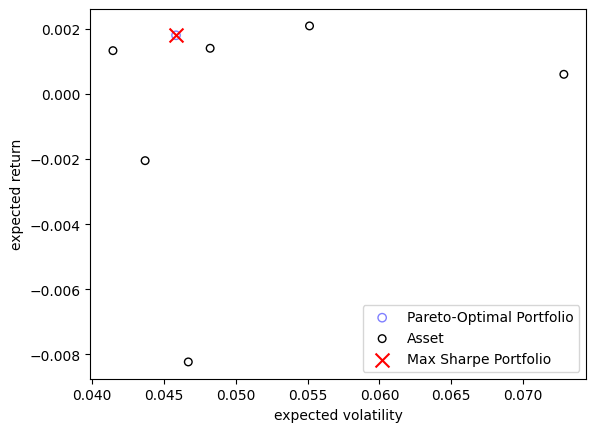 0.002
0.000
−0.002
−0.004
−0.006
−0.008
expected return
0.040 0.045 0.050 0.055 0.060 0.065 0.070
expected volatility
Pareto-Optimal Portfolio
Asset
Max Sharpe Portfolio